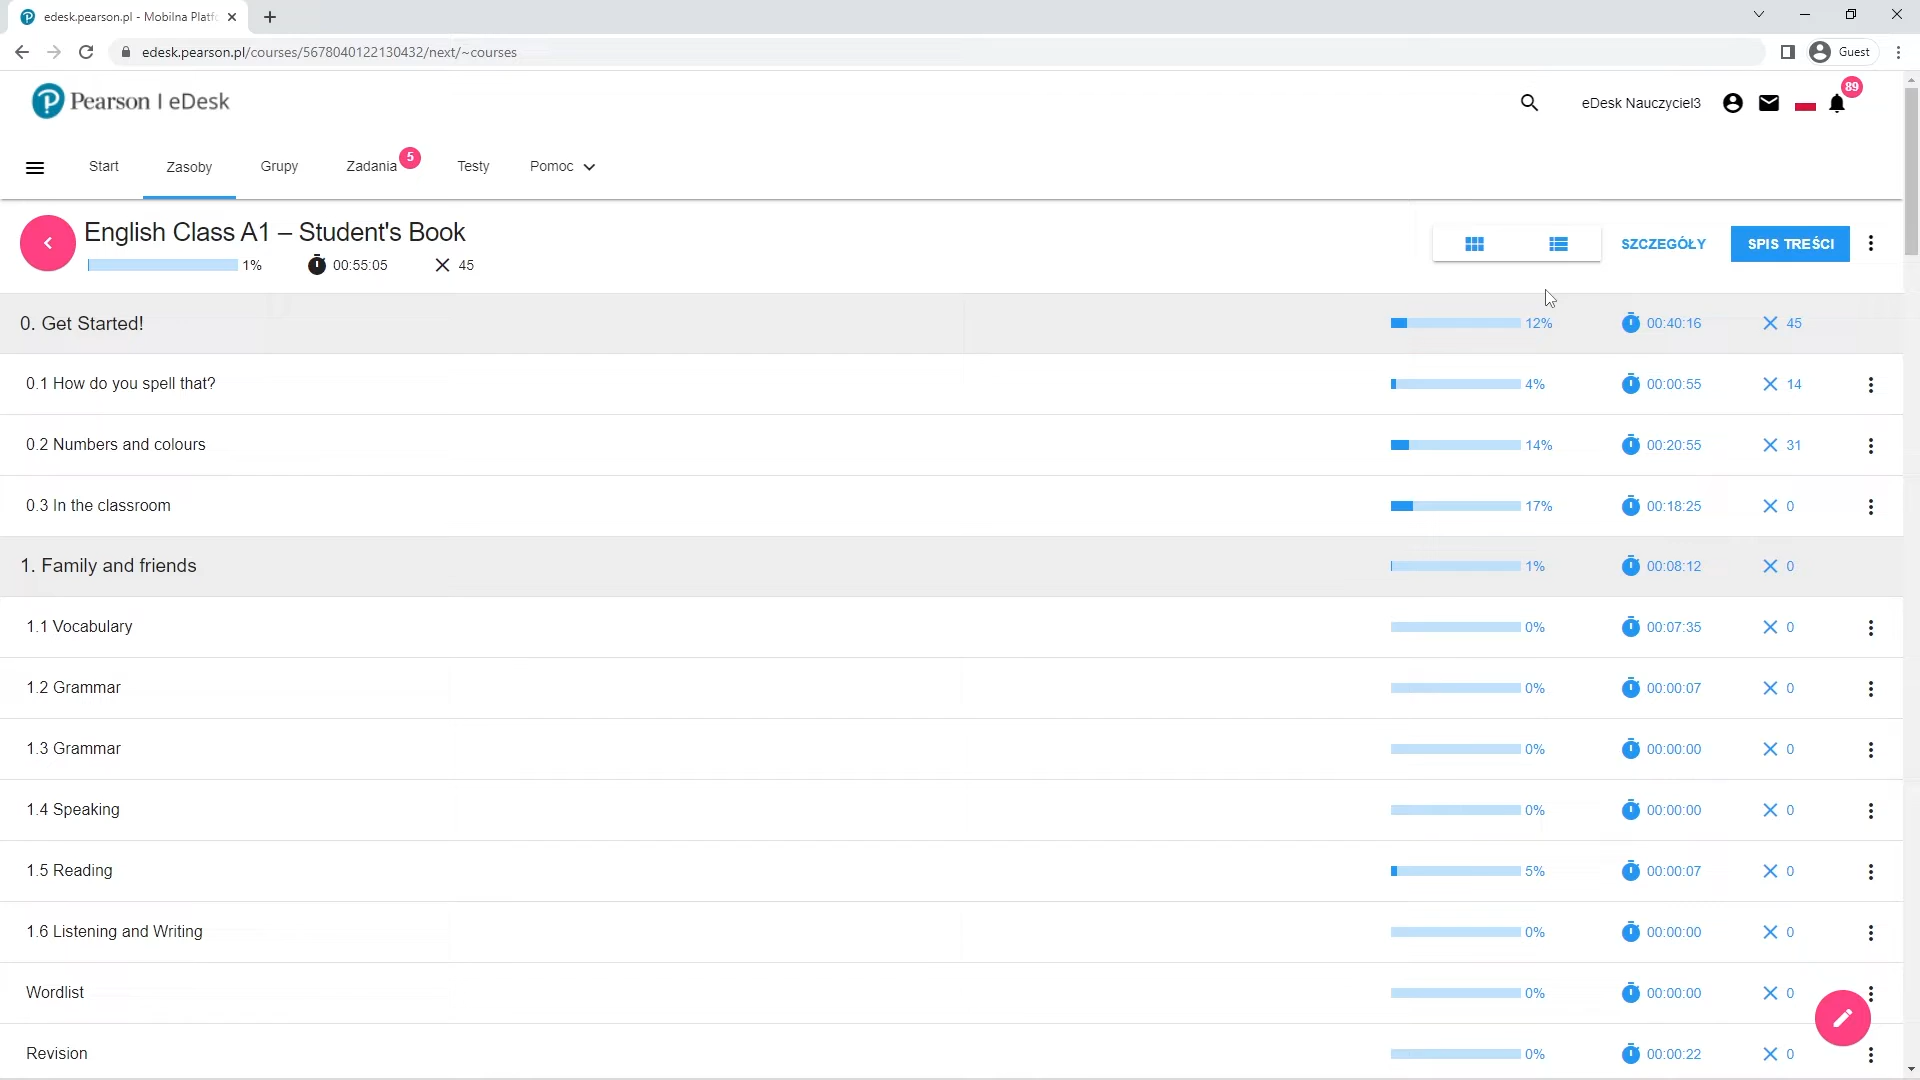 edesk.pearson.pl - Mobilna Platfo
edesk.pearson.pl/courses/5678040122130432/next/~courses
Guest
Pearson | eDesk
eDesk Nauczyciel3
89
Start Zasoby Grupy Zadania 5 Testy Pomoc
English Class A1 – Student's Book
1% 00:55:05 45
SZCZEGÓŁY SPIS TREŚCI
0. Get Started! 12% 00:40:16 45
0.1 How do you spell that? 4% 00:00:55 14
0.2 Numbers and colours 14% 00:20:55 31
0.3 In the classroom 17% 00:18:25 0
1. Family and friends 1% 00:08:12 0
1.1 Vocabulary 0% 00:07:35 0
1.2 Grammar 0% 00:00:07 0
1.3 Grammar 0% 00:00:00 0
1.4 Speaking 0% 00:00:00 0
1.5 Reading 5% 00:00:07 0
1.6 Listening and Writing 0% 00:00:00 0
Wordlist 0% 00:00:00 0
Revision 0% 00:00:22 0